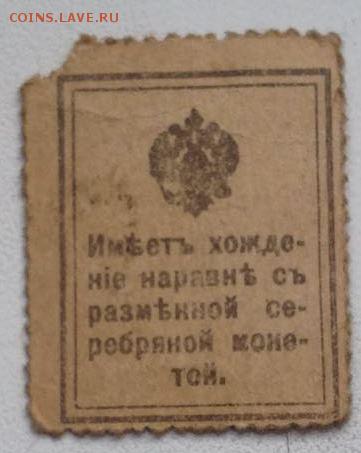 COINS.LAVE.RU
Имѣетъ хожде-
ніе наравнѣ съ
размѣнной се-
ребряной моне-
той.